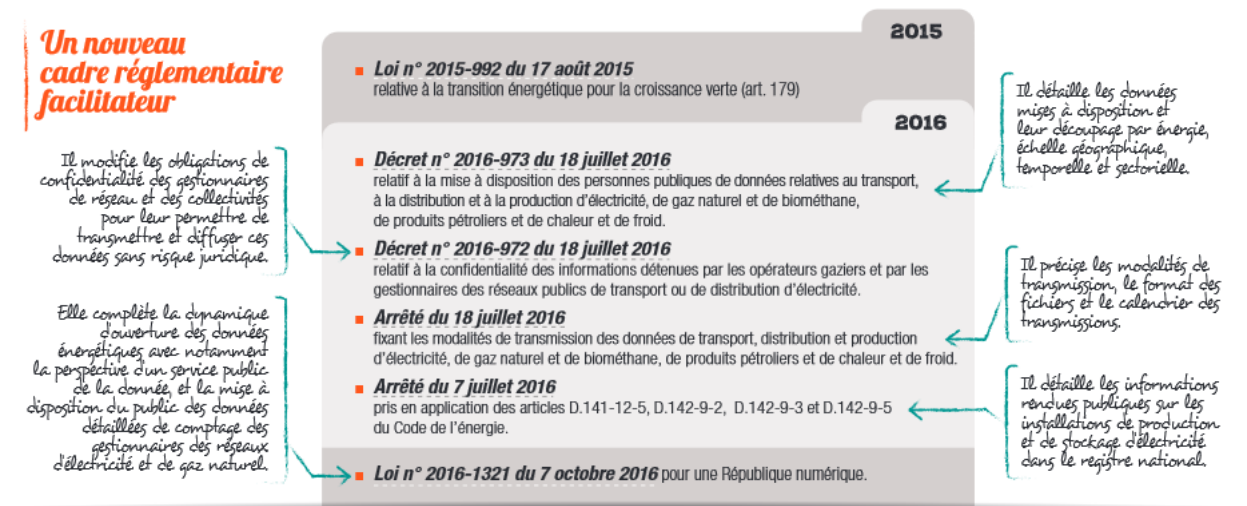 Un nouveau
cadre réglementaire
facilitateur
2015
Loi n° 2015-992 du 17 août 2015
relative à la transition énergétique pour la croissance verte (art. 179)
2016
Décret n° 2016-973 du 18 juillet 2016
relatif à la mise à disposition des personnes publiques de données relatives au transport,
à la distribution et à la production d'électricité, de gaz naturel et de biométhane,
de produits pétroliers et de chaleur et de froid.
Il détaille les données
mises à disposition et
leur découpage par énergie,
échelle géographique,
temporelle et sectorielle.
Il modifie les obligations de
confidentialité des gestionnaires
de réseau et des collectivités
pour leur permettre de
transmettre et diffuser ces
données sans risque juridique.
Décret n° 2016-972 du 18 juillet 2016
relatif à la confidentialité des informations détenues par les opérateurs gaziers et par les
gestionnaires des réseaux publics de transport ou de distribution d'électricité.
Arrêté du 18 juillet 2016
fixant les modalités de transmission des données de transport, distribution et production
d'électricité, de gaz naturel et de biométhane, de produits pétroliers et de chaleur et de froid.
Il précise les modalités de
transmission, le format des
fichiers et le calendrier des
transmissions.
Arrêté du 7 juillet 2016
pris en application des articles D.141-12-5, D.142-9-2, D.142-9-3 et D.142-9-5
du Code de l'énergie.
Il détaille les informations
rendues publiques sur les
installations de production
et de stockage d'électricité
dans le registre national.
Elle complète la dynamique
d'ouverture des données
énergétiques avec notamment
la perspective d'un service public
de la donnée, et la mise à
disposition du public des données
détaillées de comptage des
gestionnaires des réseaux
d'électricité et de gaz naturel.
Loi n° 2016-1321 du 7 octobre 2016 pour une République numérique.